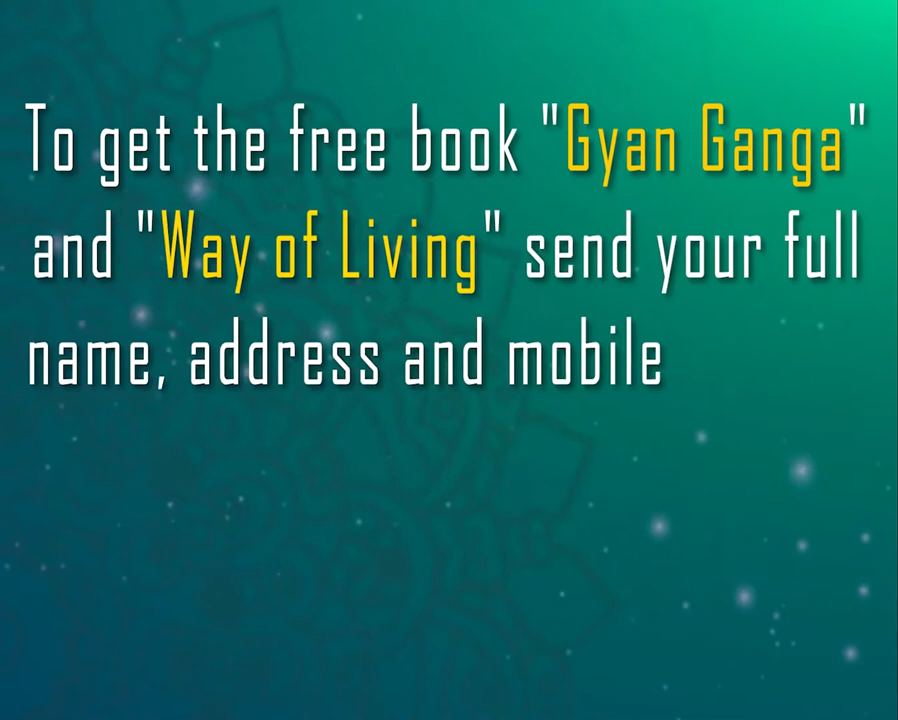 To get the free book "Gyan Ganga"
and "Way of Living" send your full
name, address and mobile